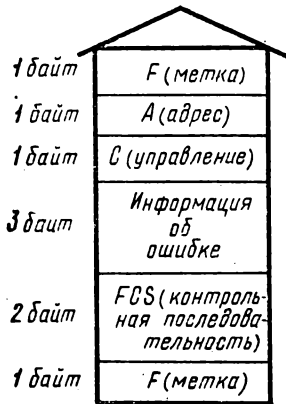 1 байт
F (метка)
1 байт
A (адрес)
1 байт
C (управление)
3 байт
Информация
об
ошибке
2 байт
FCS (контроль-
ная последова-
тельность)
1 байт
F (метка)